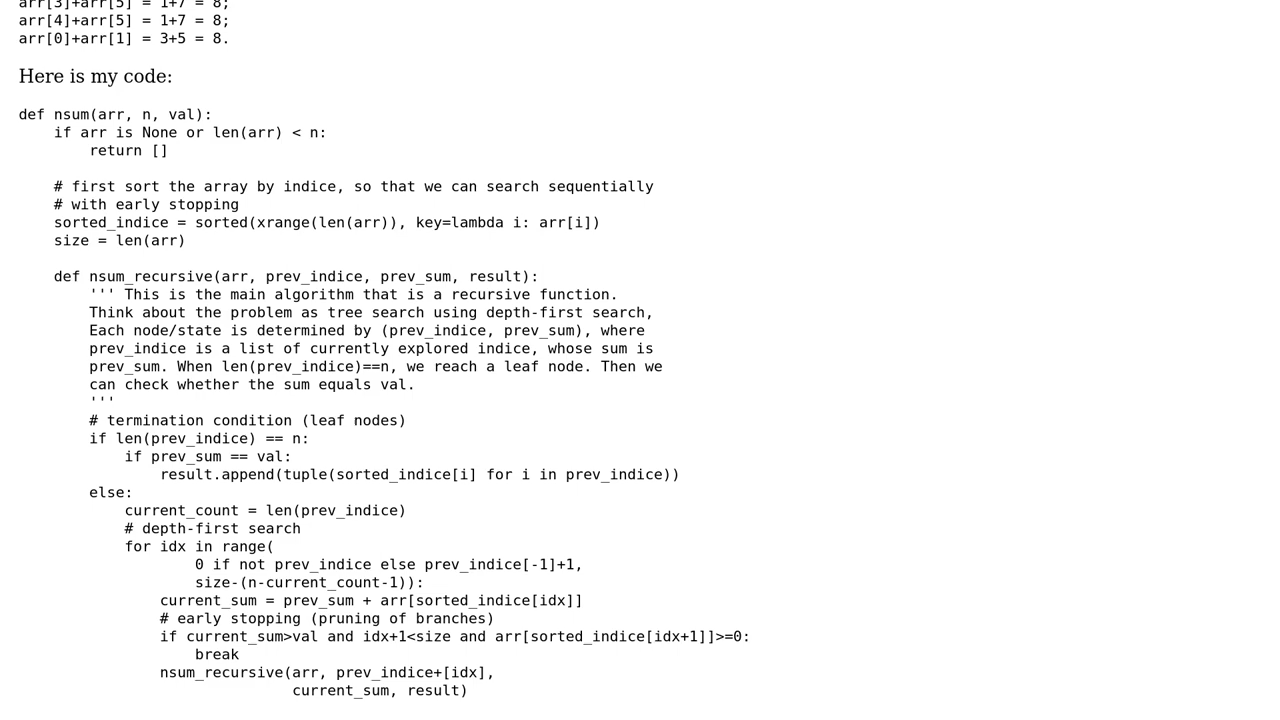 arr[3]+arr[5] = 1+7 = 8;
arr[4]+arr[5] = 1+7 = 8;
arr[0]+arr[1] = 3+5 = 8.
Here is my code:
def nsum(arr, n, val):
    if arr is None or len(arr) < n:
        return []
    # first sort the array by indice, so that we can search sequentially
    # with early stopping
    sorted_indice = sorted(xrange(len(arr)), key=lambda i: arr[i])
    size = len(arr)
    def nsum_recursive(arr, prev_indice, prev_sum, result):
        ''' This is the main algorithm that is a recursive function.
        Think about the problem as tree search using depth-first search,
        Each node/state is determined by (prev_indice, prev_sum), where
        prev_indice is a list of currently explored indice, whose sum is
        prev_sum. When len(prev_indice)==n, we reach a leaf node. Then we
        can check whether the sum equals val.
        '''
        # termination condition (leaf nodes)
        if len(prev_indice) == n:
            if prev_sum == val:
                result.append(tuple(sorted_indice[i] for i in prev_indice))
        else:
            current_count = len(prev_indice)
            # depth-first search
            for idx in range(
                    0 if not prev_indice else prev_indice[-1]+1,
                    size-(n-current_count-1)):
                current_sum = prev_sum + arr[sorted_indice[idx]]
                # early stopping (pruning of branches)
                if current_sum>val and idx+1<size and arr[sorted_indice[idx+1]]>=0:
                    break
                nsum_recursive(arr, prev_indice+[idx],
                               current_sum, result)